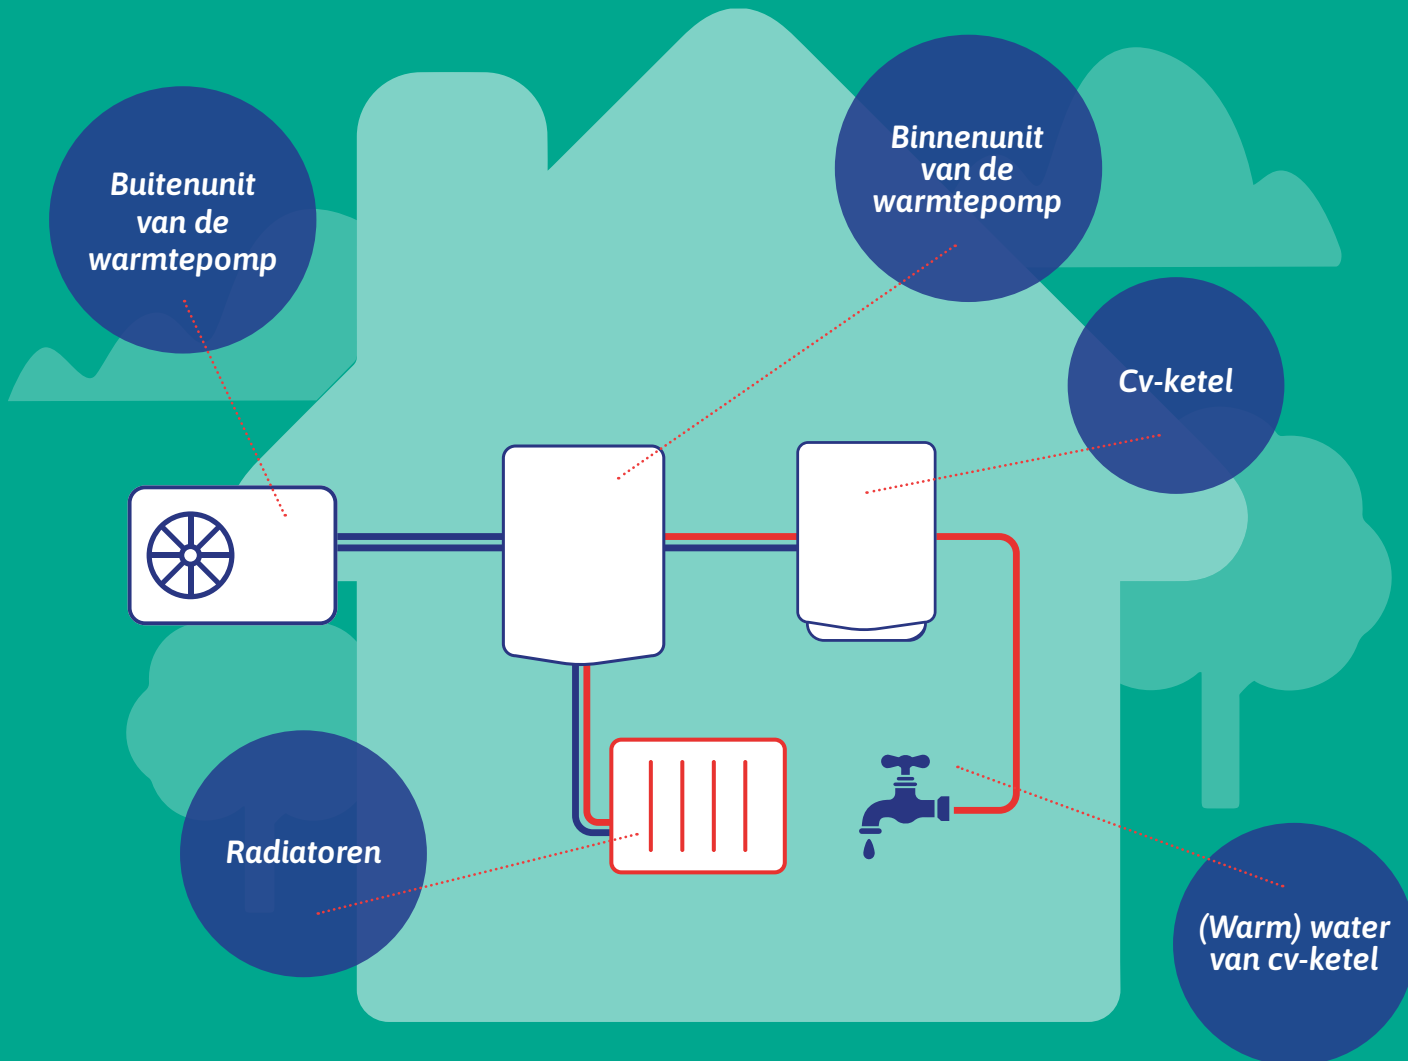 Buitenunit
van de
warmtepomp
Binnenunit
van de
warmtepomp
Cv-ketel
Radiatoren
(Warm) water
van cv-ketel